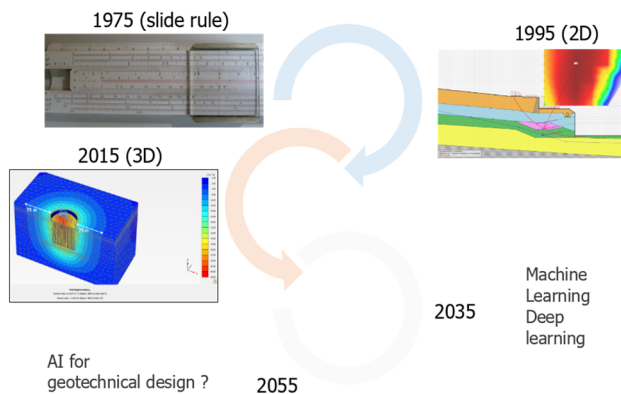 1975 (slide rule)
1995 (2D)
2015 (3D)
2035
Machine
Learning
Deep
learning
AI for
geotechnical design ?
2055